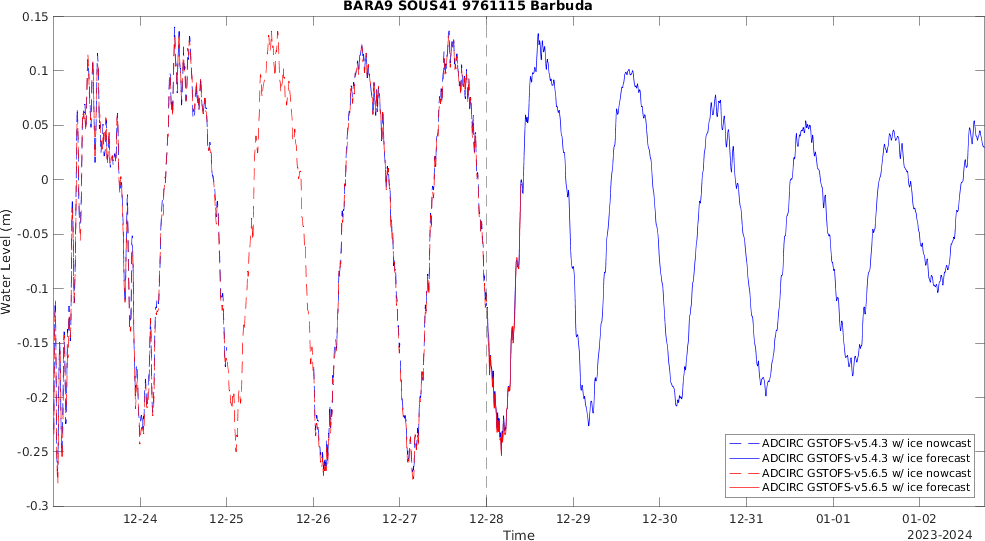 BARA9 SOUS41 9761115 Barbuda
0.15
0.1
0.05
0
-0.05
-0.1
-0.15
-0.2
-0.25
-0.3
Water Level (m)
ADCIRC GSTOFS-v5.4.3 w/ ice nowcast
ADCIRC GSTOFS-v5.4.3 w/ ice forecast
ADCIRC GSTOFS-v5.6.5 w/ ice nowcast
ADCIRC GSTOFS-v5.6.5 w/ ice forecast
12-24 12-25 12-26 12-27 12-28 12-29 12-30 12-31 01-01 01-02
Time
2023-2024